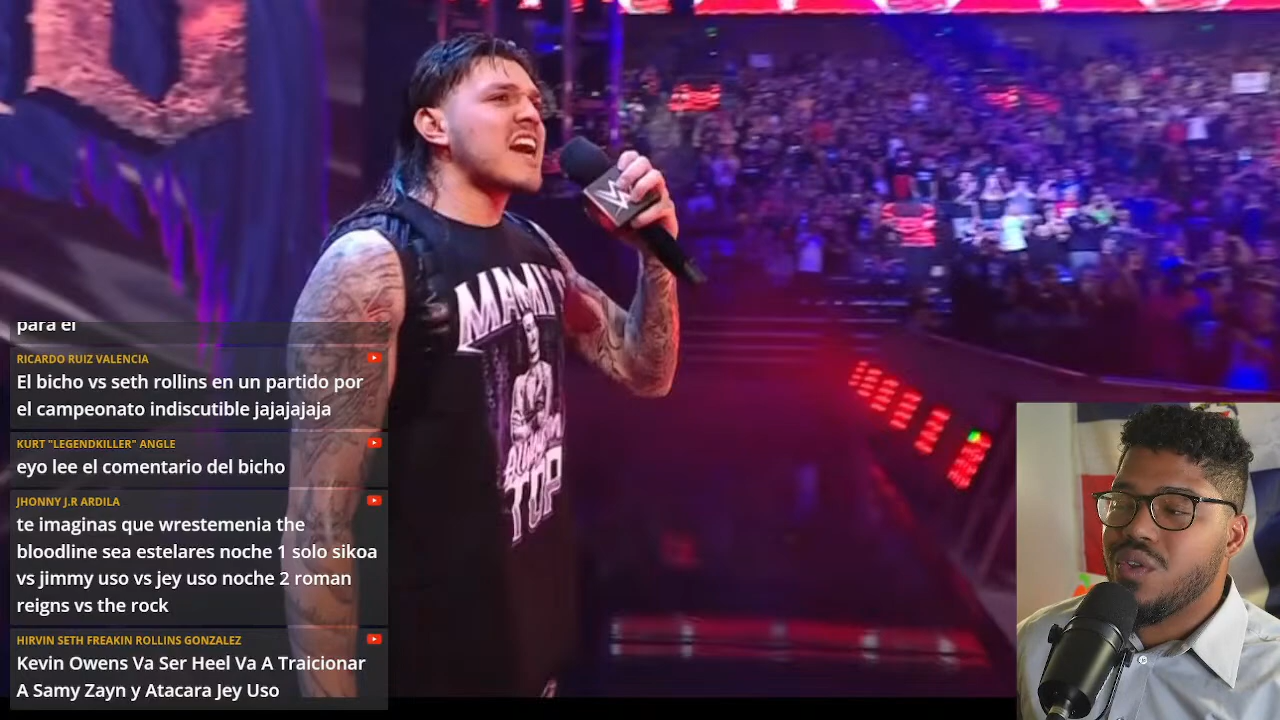 para el
RICARDO RUIZ VALENCIA
El bicho vs seth rollins en un partido por
el campeonato indiscutible jajajajaja
KURT "LEGENDKILLER" ANGLE
eyo lee el comentario del bicho
JHONNY J.R ARDILA
te imaginas que wrestemenia the
bloodline sea estelares noche 1 solo sikoa
vs jimmy uso vs jey uso noche 2 roman
reigns vs the rock
HIRVIN SETH FREAKIN ROLLINS GONZALEZ
Kevin Owens Va Ser Heel Va A Traicionar
A Samy Zayn y Atacara Jey Uso
TOP